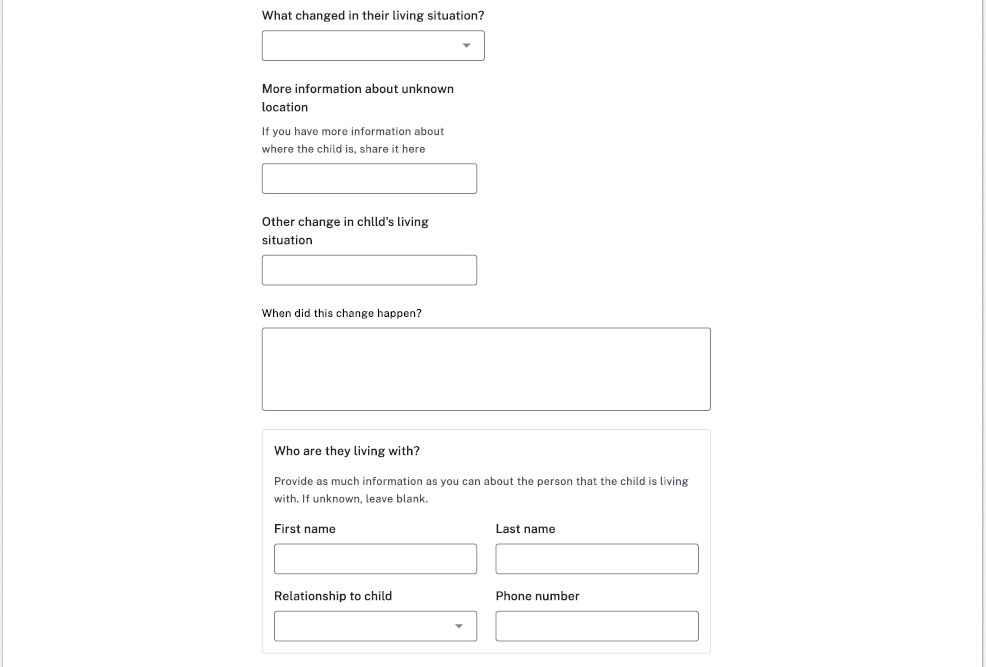 What changed in their living situation?
More information about unknown
location
If you have more information about
where the child is, share it here
Other change in chlld's living
situation
When did this change happen?
Who are they living with?
Provide as much information as you can about the person that the child is living
with. If unknown, leave blank.
First name
Last name
Relationship to child
Phone number